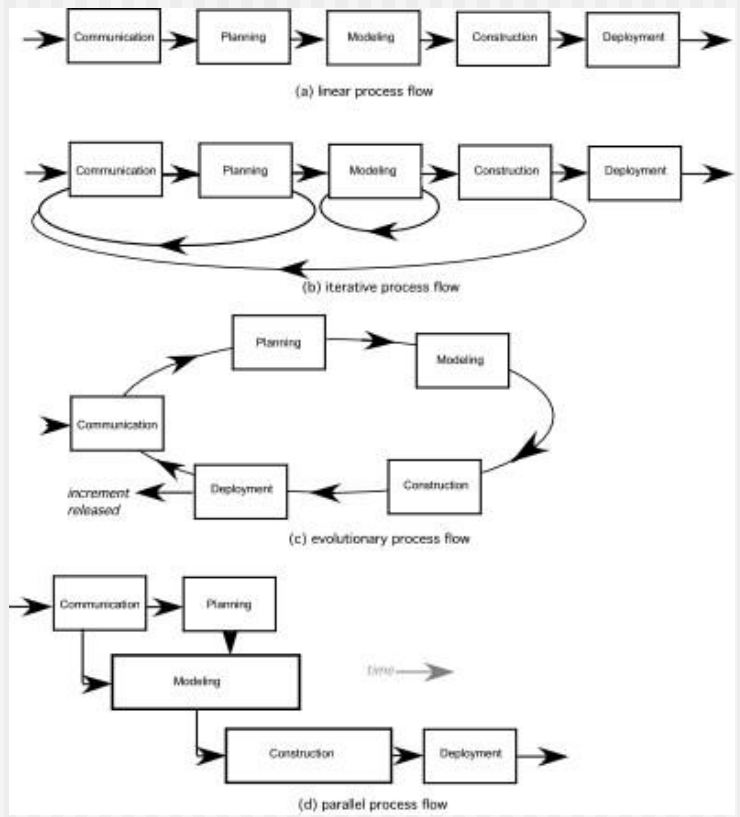 Communication Planning Modeling Construction Deployment
(a) linear process flow
Communication Planning Modeling Construction Deployment
(b) iterative process flow
Planning
Modeling
Communication
Deployment
Construction
increment
released
(c) evolutionary process flow
Communication Planning
Modeling
time
Construction Deployment
(d) parallel process flow